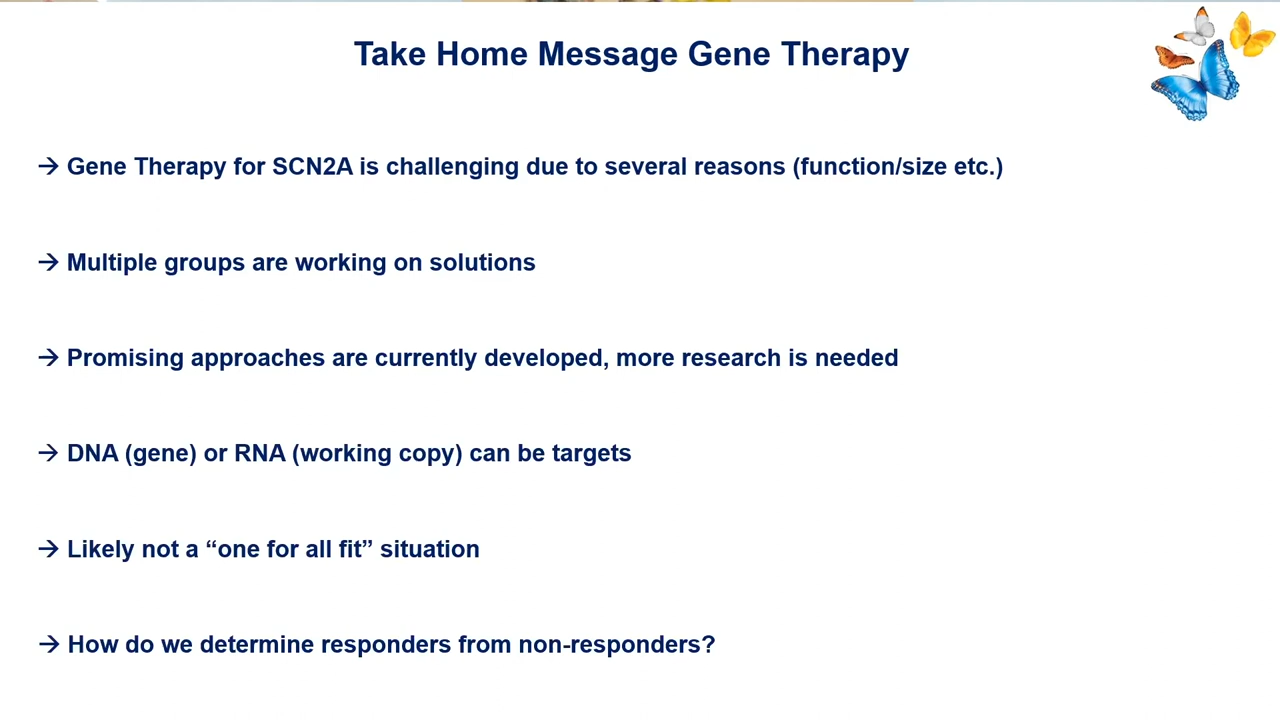 Take Home Message Gene Therapy
→ Gene Therapy for SCN2A is challenging due to several reasons (function/size etc.)
→ Multiple groups are working on solutions
→ Promising approaches are currently developed, more research is needed
→ DNA (gene) or RNA (working copy) can be targets
→ Likely not a “one for all fit” situation
→ How do we determine responders from non-responders?